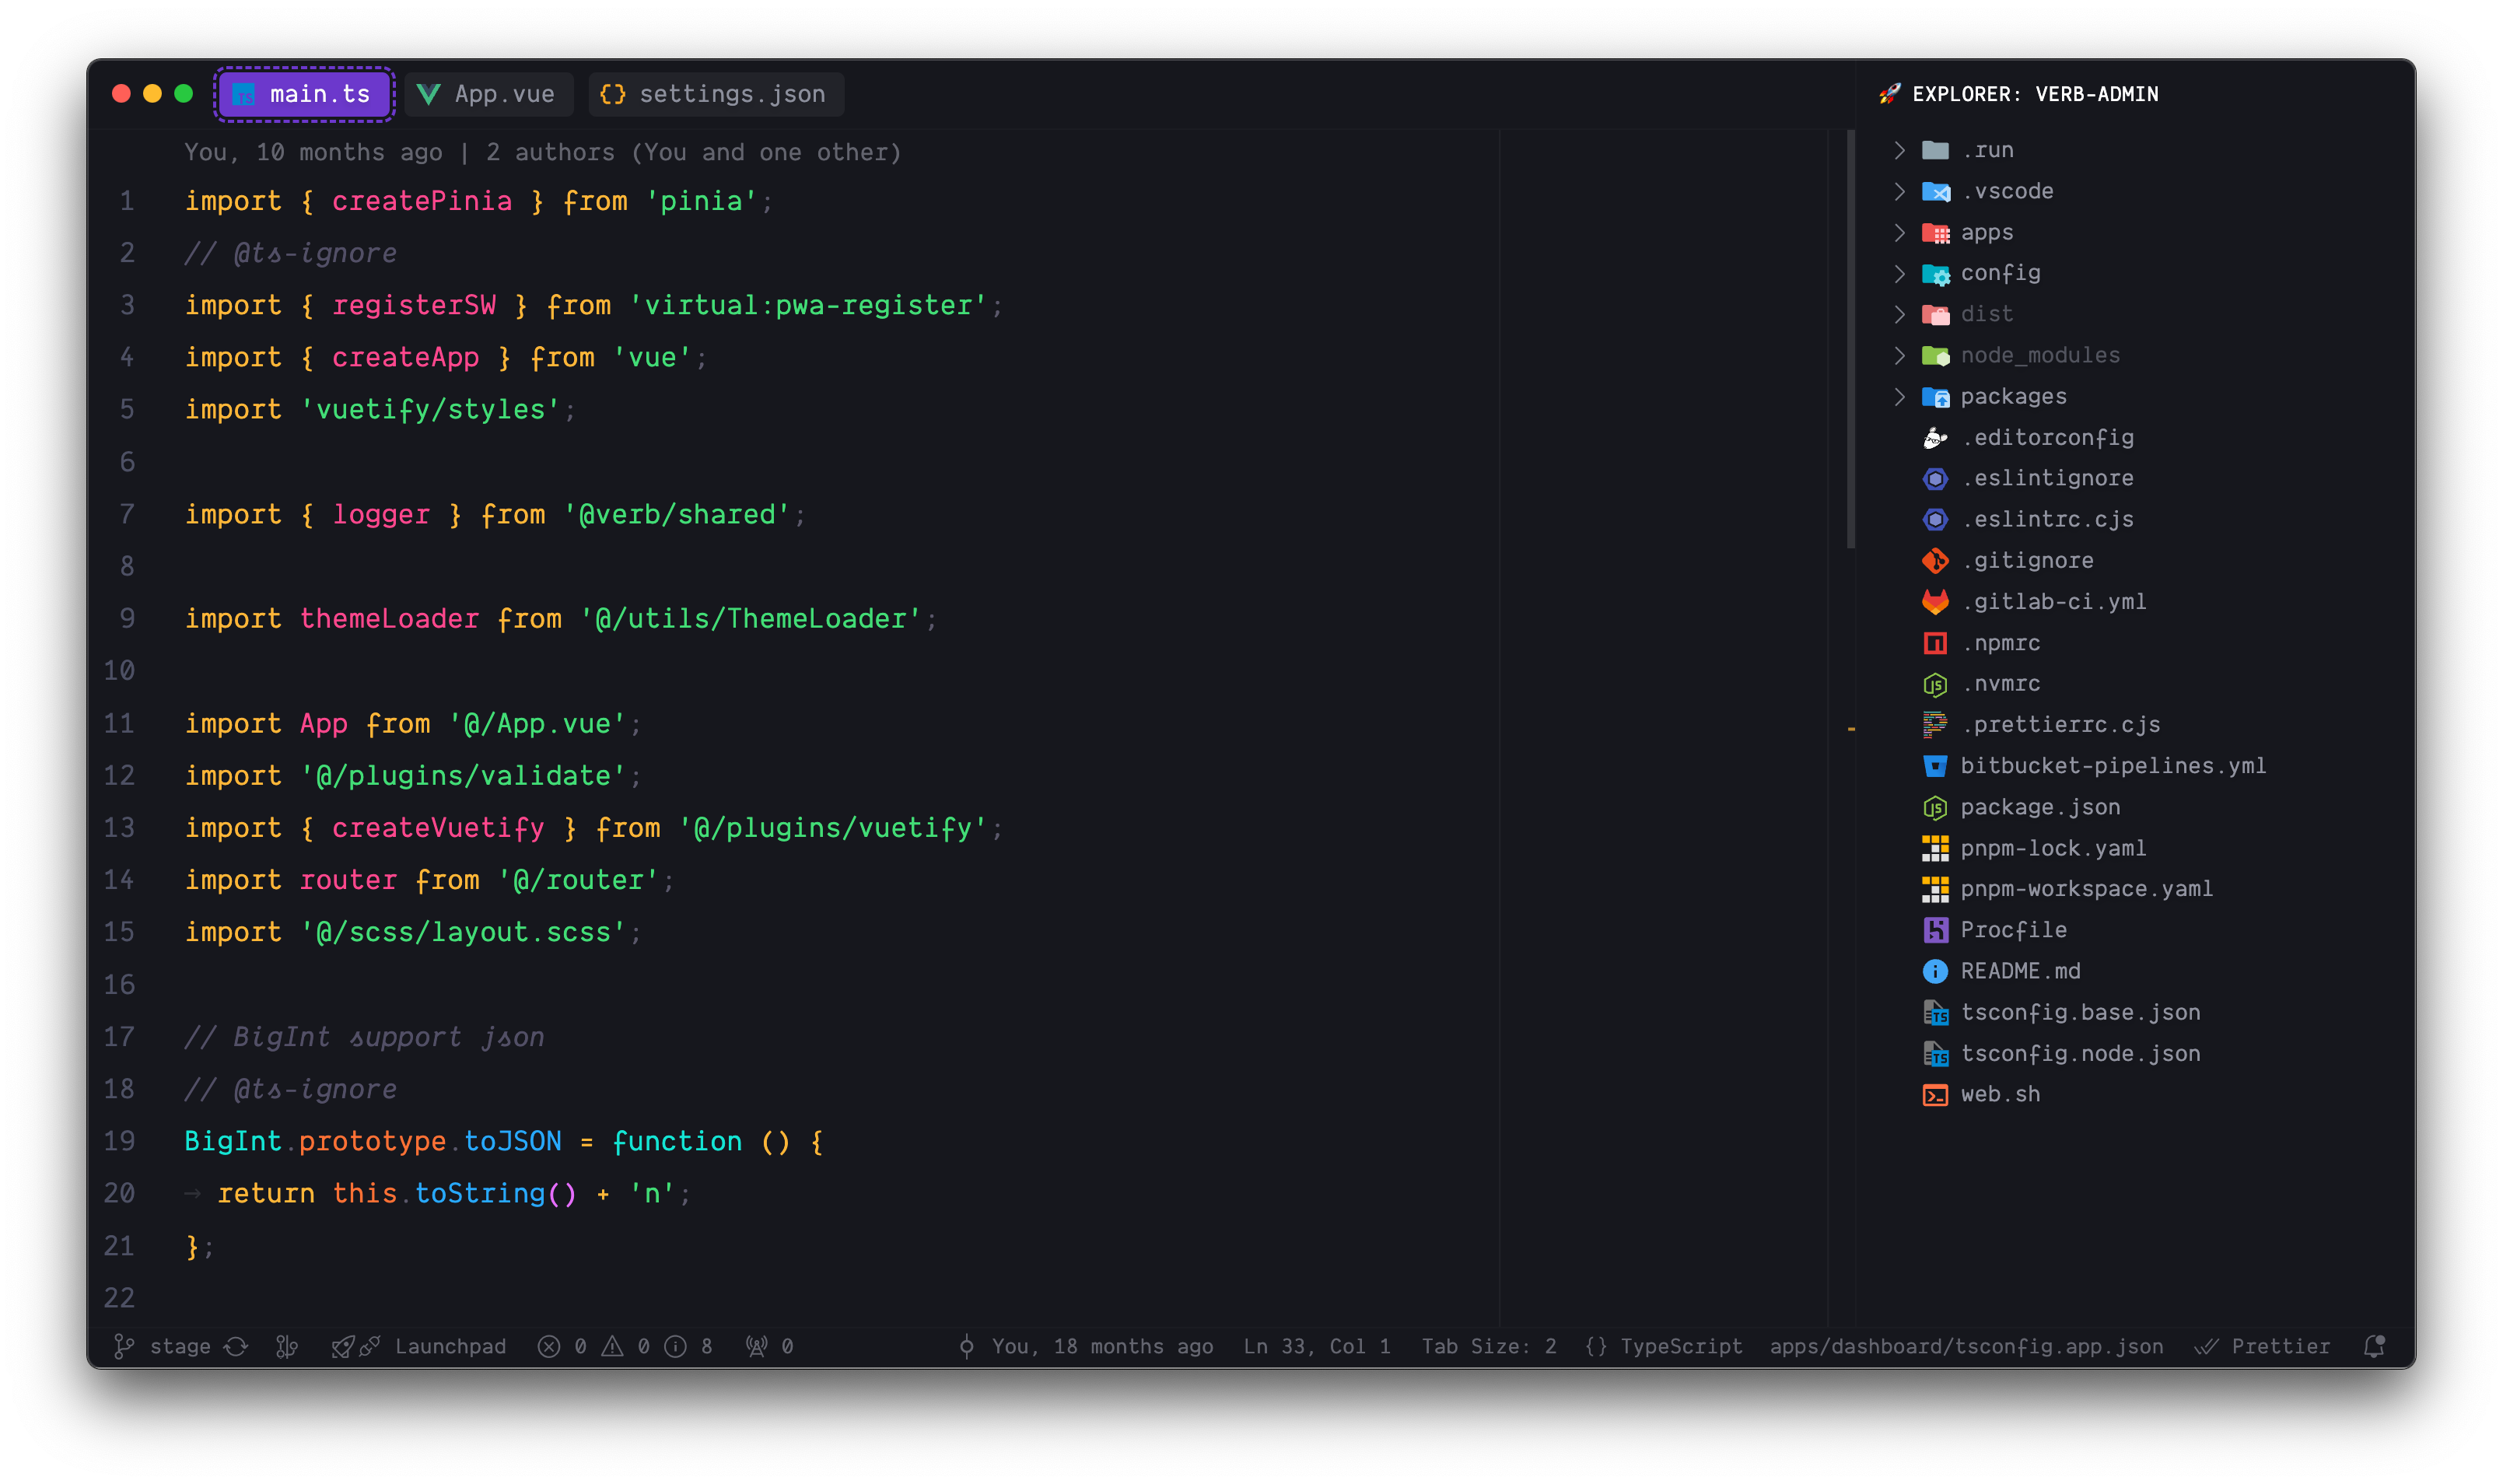 main.ts App.vue settings.json
You, 10 months ago | 2 authors (You and one other)
1 import { createPinia } from 'pinia';
2 // @ts-ignore
3 import { registerSW } from 'virtual:pwa-register';
4 import { createApp } from 'vue';
5 import 'vuetify/styles';
6
7 import { logger } from '@verb/shared';
8
9 import themeLoader from '@/utils/ThemeLoader';
10
11 import App from '@/App.vue';
12 import '@/plugins/validate';
13 import { createVuetify } from '@/plugins/vuetify';
14 import router from '@/router';
15 import '@/scss/layout.scss';
16
17 // BigInt support json
18 // @ts-ignore
19 BigInt.prototype.toJSON = function () {
20 → return this.toString() + 'n';
21 };
22
EXPLORER: VERB-ADMIN
.run
.vscode
apps
config
dist
node_modules
packages
.editorconfig
.eslintignore
.eslintrc.cjs
.gitignore
.gitlab-ci.yml
.npmrc
.nvmrc
.prettierrc.cjs
bitbucket-pipelines.yml
package.json
pnpm-lock.yaml
pnpm-workspace.yaml
Procfile
README.md
tsconfig.base.json
tsconfig.node.json
web.sh
stage Launchpad 0 0 8 0 You, 18 months ago Ln 33, Col 1 Tab Size: 2 {} TypeScript apps/dashboard/tsconfig.app.json Prettier